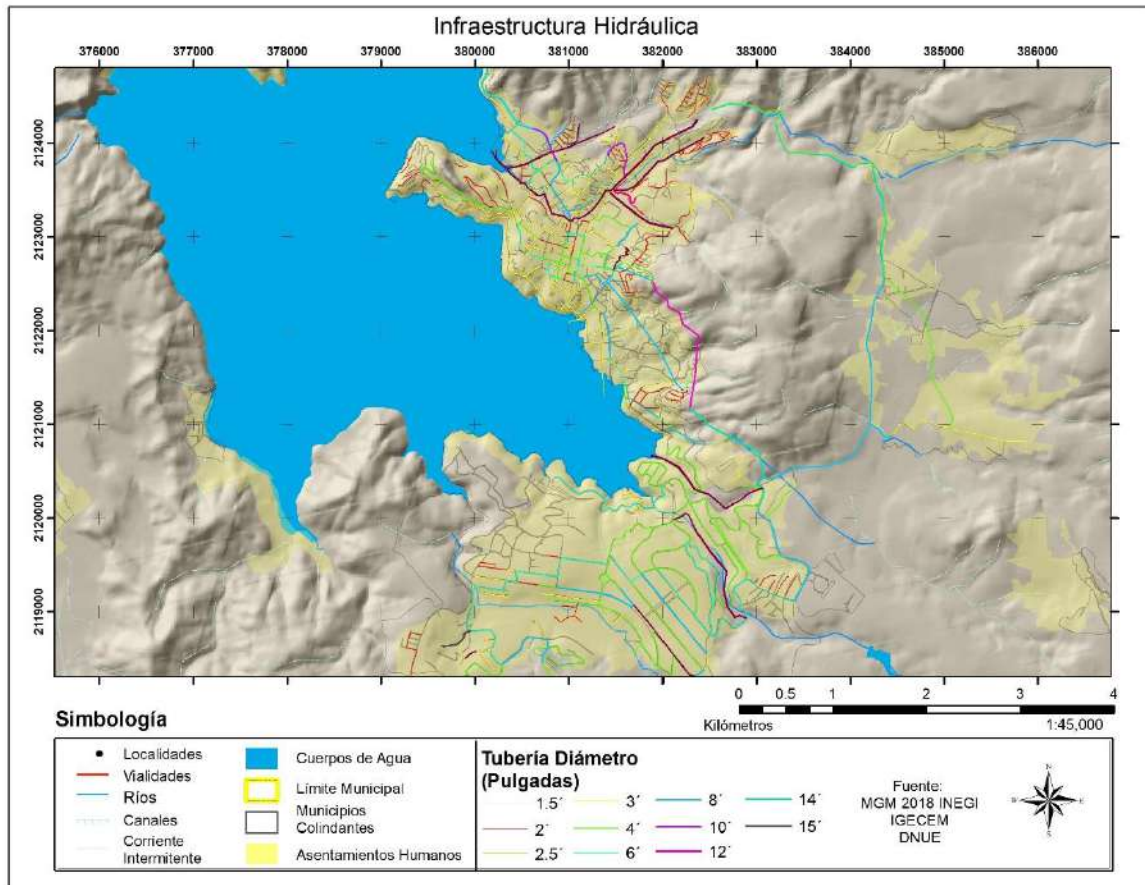 Infraestructura Hidráulica
376000 377000 378000 379000 380000 381000 382000 383000 384000 385000 386000
2124000
2123000
2122000
2121000
2120000
2119000
0 0.5 1 2 3 4
Kilómetros
1:45,000
Simbología
Localidades
Vialidades
Ríos
Canales
Corriente
Intermitente
Cuerpos de Agua
Límite Municipal
Municipios
Colindantes
Asentamientos Humanos
Tubería Diámetro
(Pulgadas)
1.5´ 3´ 8´ 14´
2´ 4´ 10´ 15´
2.5´ 6´ 12´
Fuente:
MGM 2018 INEGI
IGECEM
DNUE
N
E
S